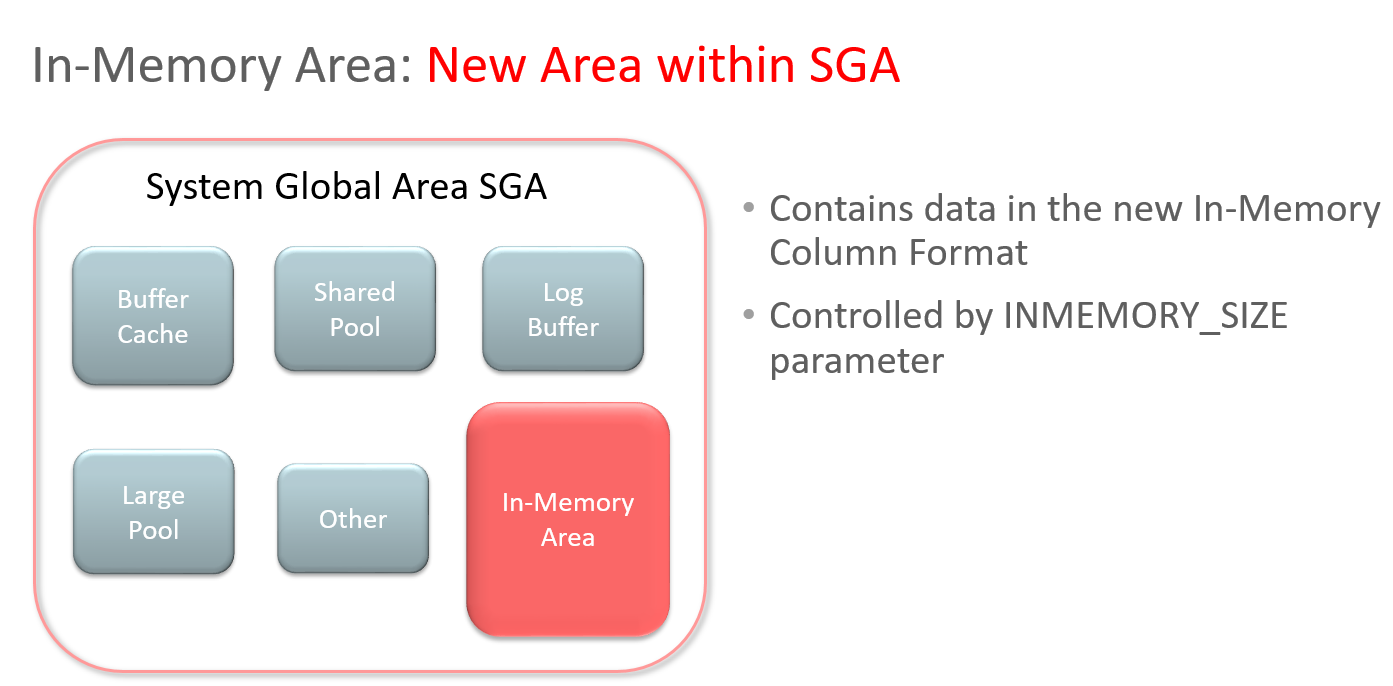 In-Memory Area: New Area within SGA
System Global Area SGA
Buffer
Cache
Shared
Pool
Log
Buffer
Large
Pool
Other
In-Memory
Area
• Contains data in the new In-Memory
Column Format
• Controlled by INMEMORY_SIZE
parameter